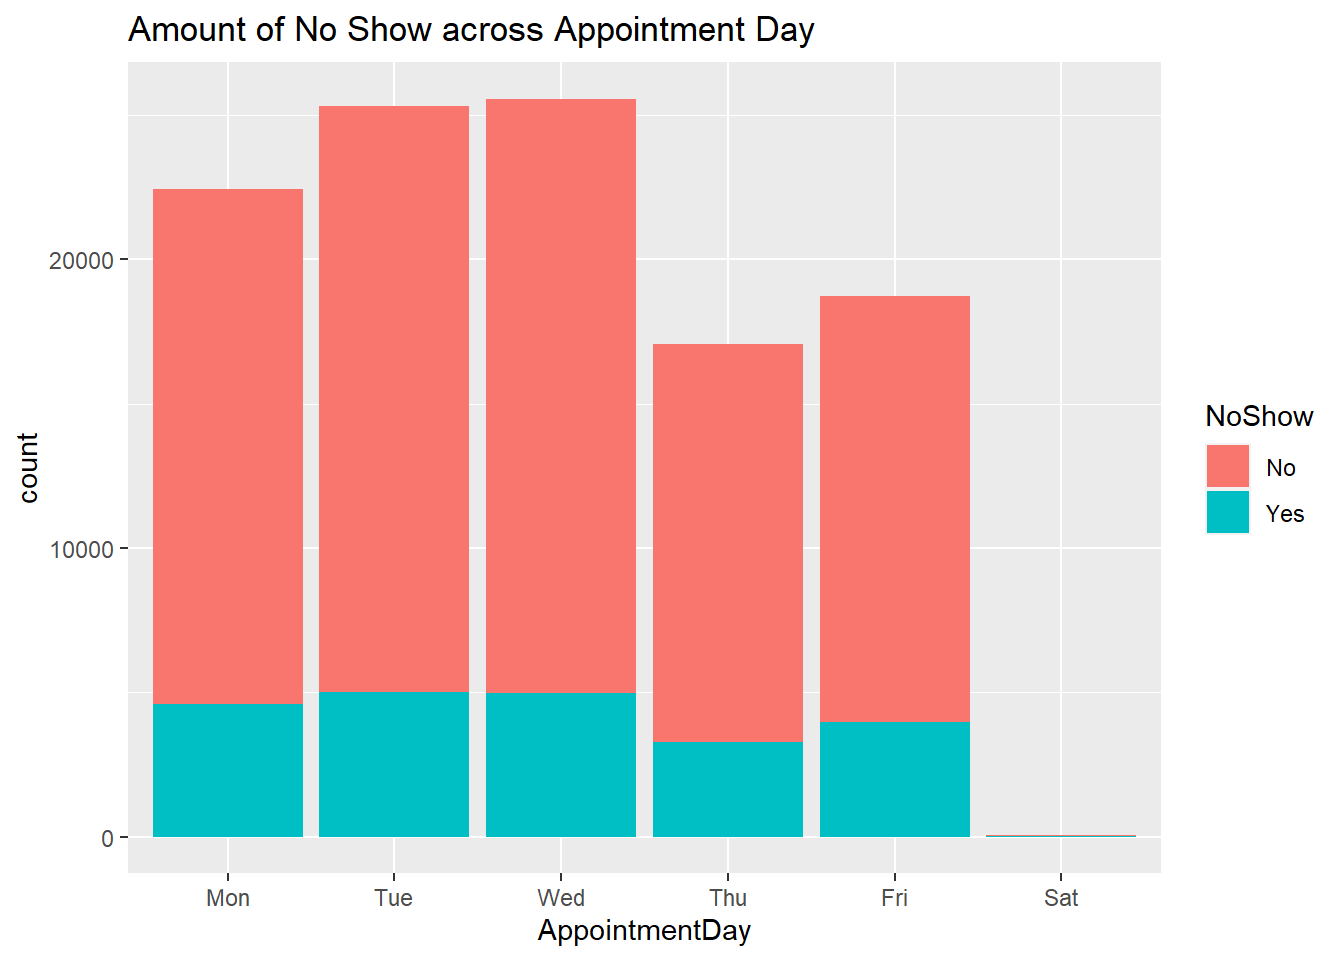 Amount of No Show across Appointment Day
20000
10000
0
count
Mon Tue Wed Thu Fri Sat
AppointmentDay
NoShow
No
Yes